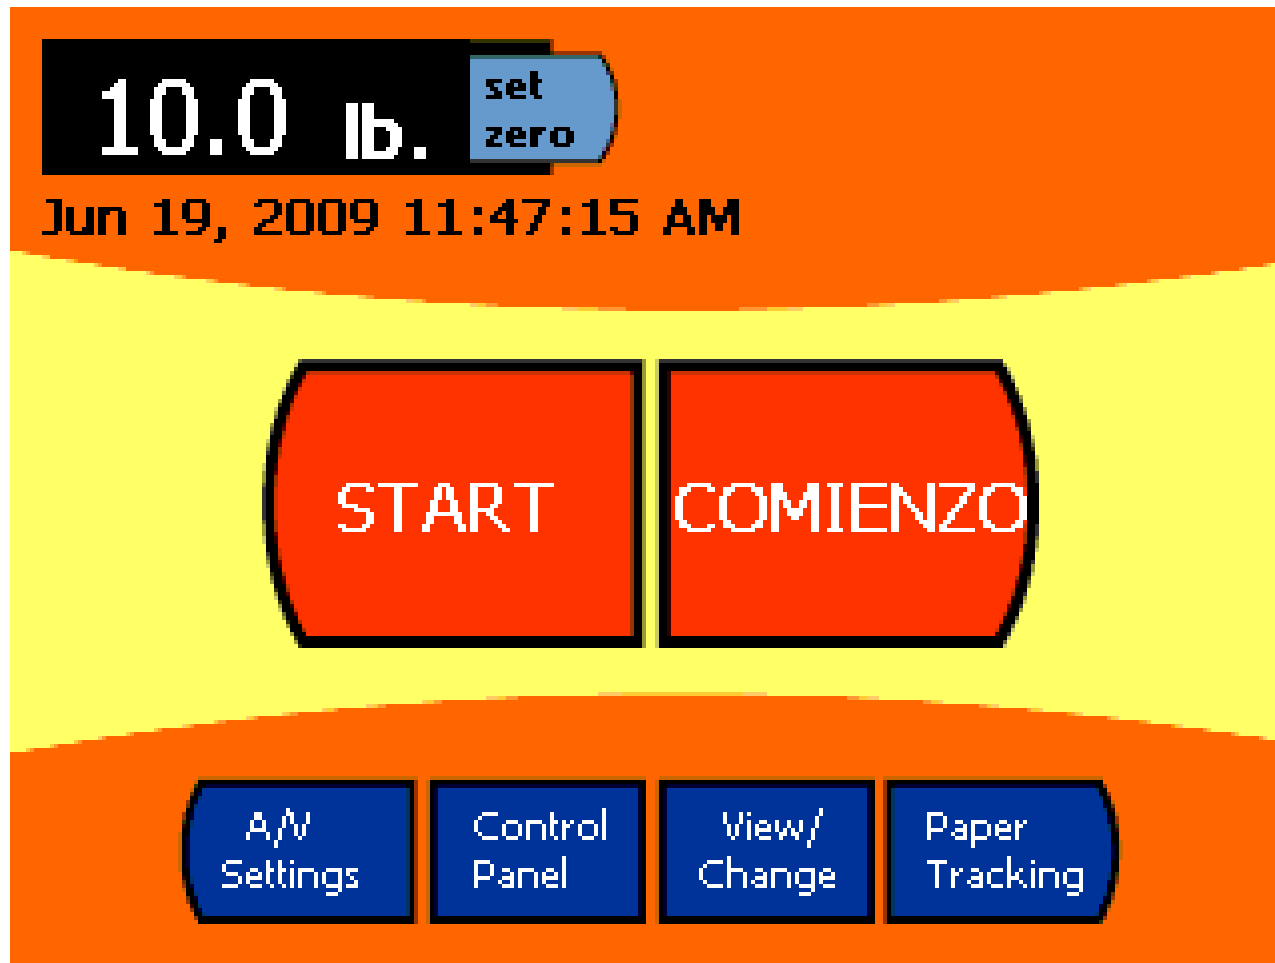 10.0 lb.
set
zero
Jun 19, 2009 11:47:15 AM
START
COMIENZO
A/V
Settings
Control
Panel
View/
Change
Paper
Tracking